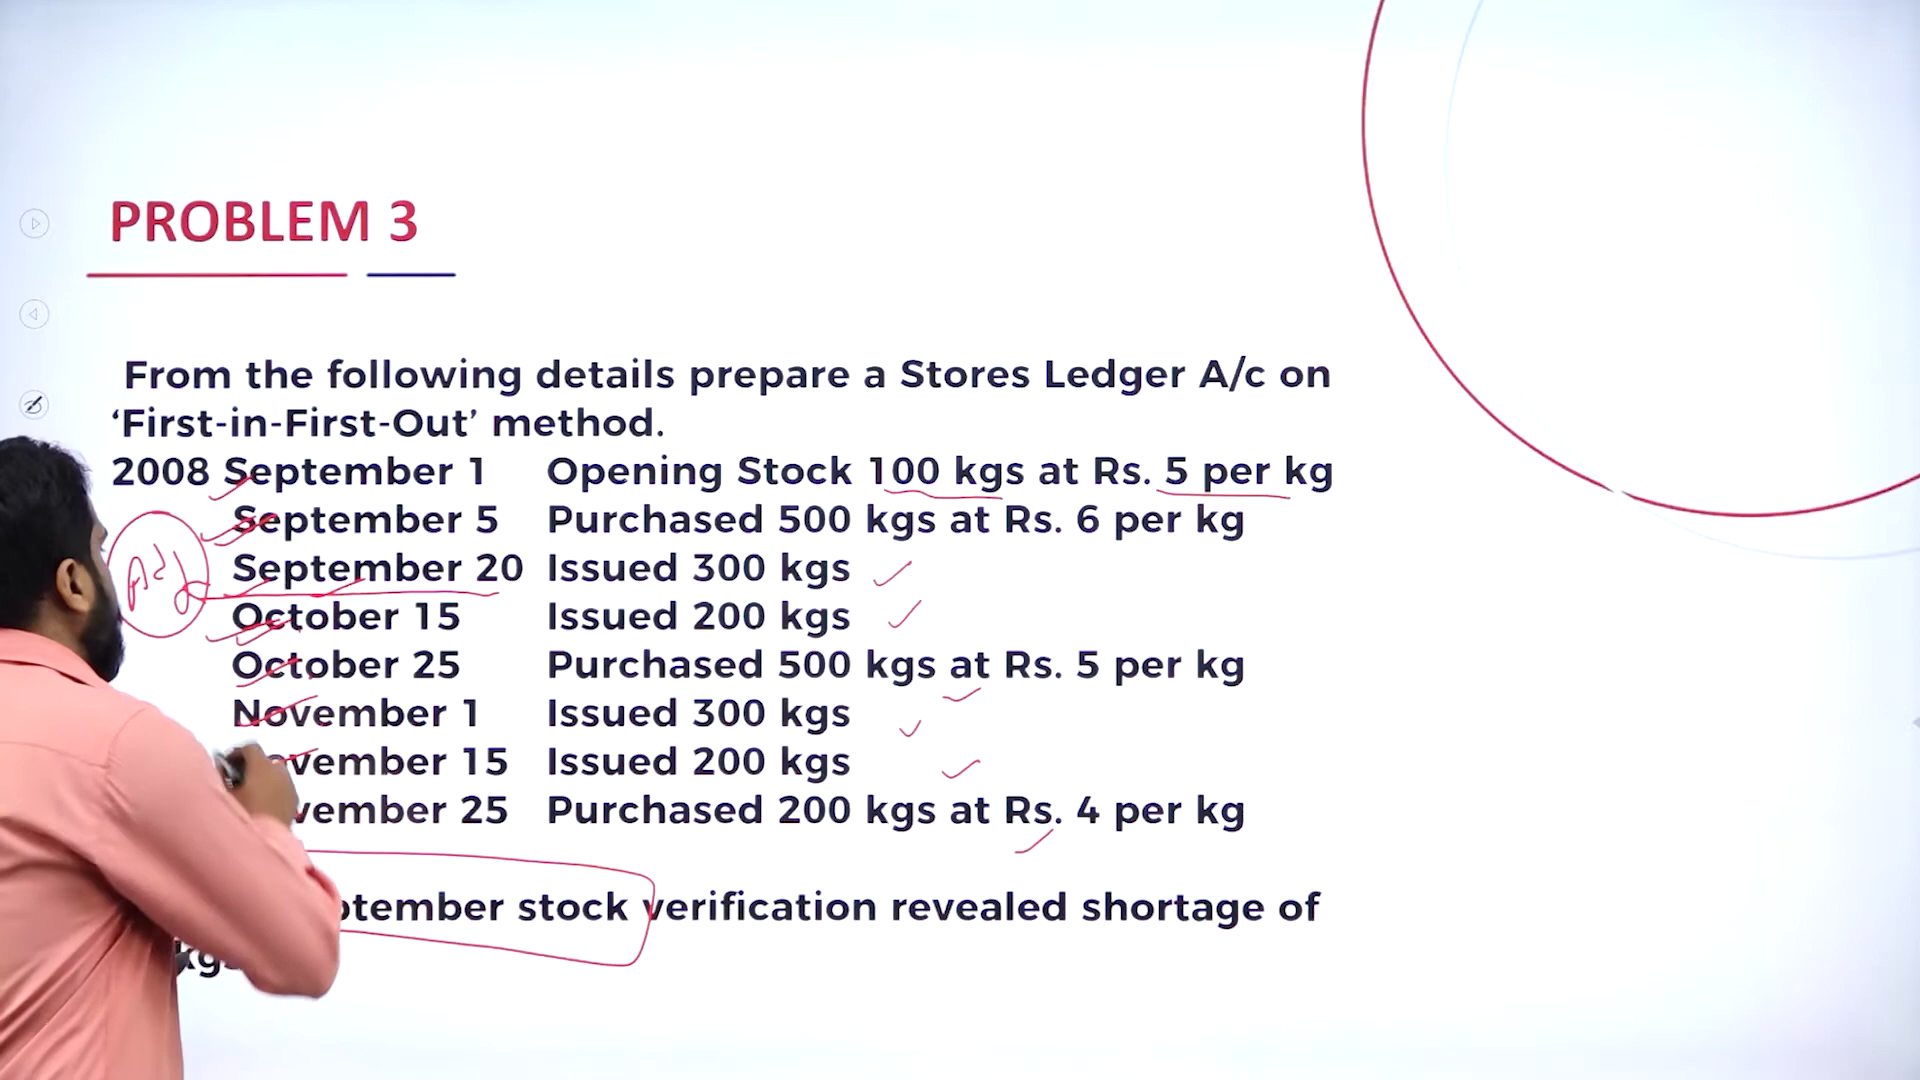 PROBLEM 3
From the following details prepare a Stores Ledger A/c on
‘First-in-First-Out’ method.
2008 September 1 Opening Stock 100 kgs at Rs. 5 per kg
September 5 Purchased 500 kgs at Rs. 6 per kg
September 20 Issued 300 kgs
October 15 Issued 200 kgs
October 25 Purchased 500 kgs at Rs. 5 per kg
November 1 Issued 300 kgs
15 Issued 200 kgs
25 Purchased 200 kgs at Rs. 4 per kg
stock verification revealed shortage of